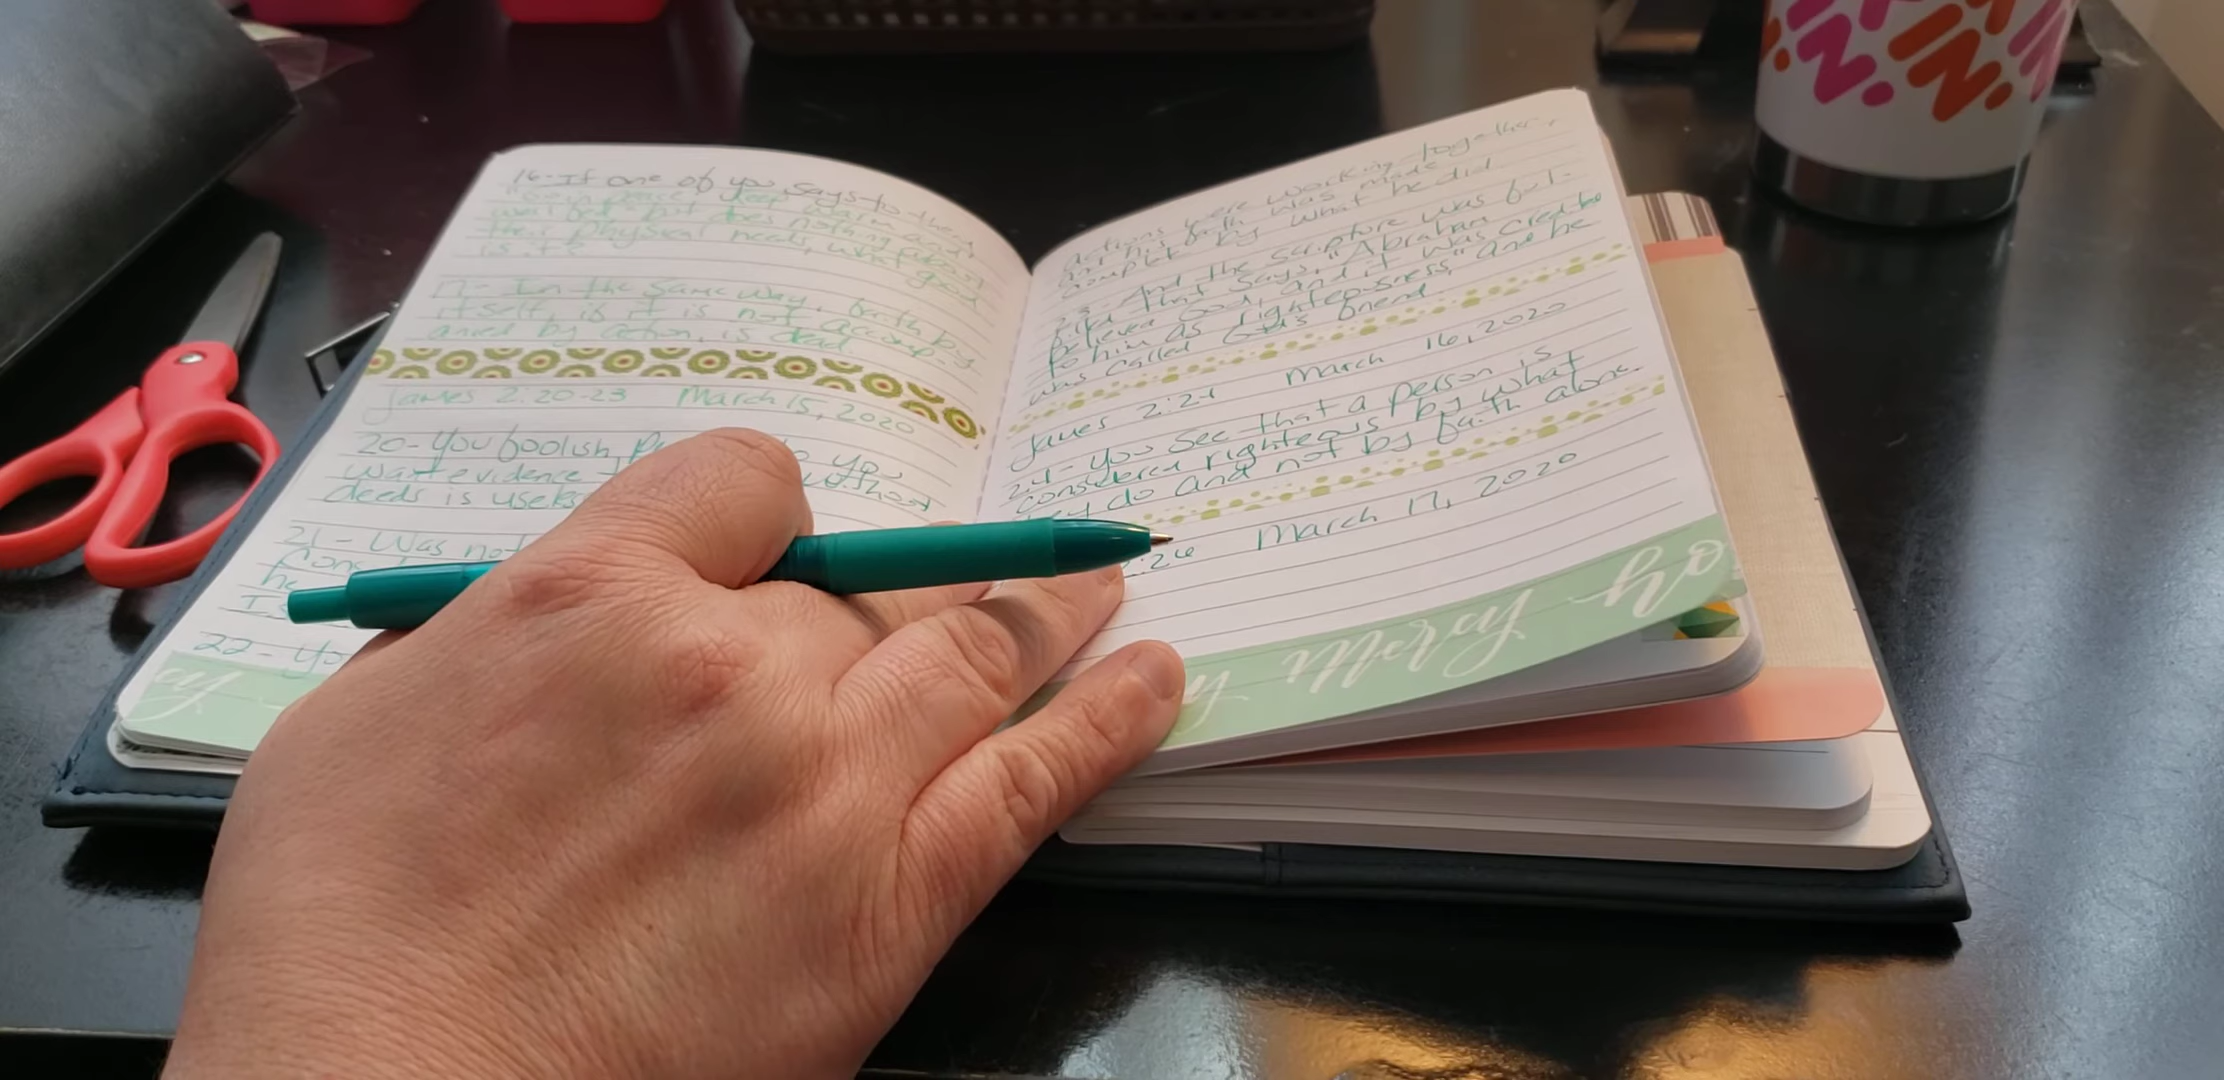 16-If one of you says to them
"Go in peace, keep warm and
well fed, but does nothing about
their physical needs, what good
is it?
17- In the same way, faith by
itself, if it is not accomp-
anied by action, is dead
James 2:20-23 March 15, 2020
20-You foolish you
want evidence without
deeds is useless
21- Was not
Cons
he
Is
22- yo
actions were working together,
and his faith was made
complete by what he did
23- And the scripture was ful-
filled that says, "Abraham
believed God, and it was credited
to him as righteousness," and he
was called God's friend
James 2:24 March 16, 2020
24- you see that a person is
considered righteous by what
they do and not by faith alone.
:26 March 17, 2020